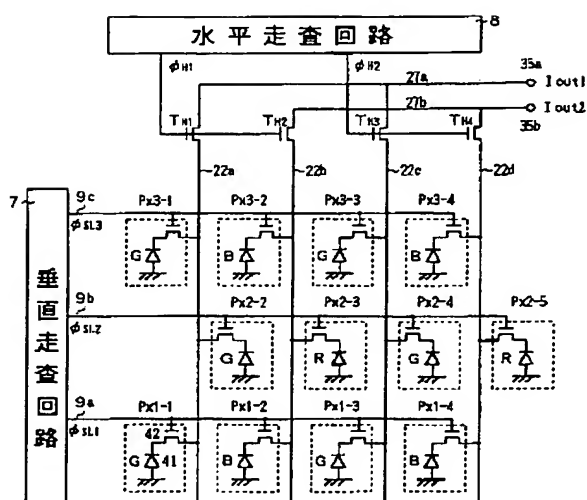 8
水平走査回路
φH1
φH2
27a
35a
Iout1
27b
Iout2
35b
TH1
TH2
TH3
TH4
22a
22b
22c
22d
7
垂直走査回路
9c
φSL3
Px3-1
Px3-2
Px3-3
Px3-4
G
B
G
B
9b
φSL2
Px2-2
Px2-3
Px2-4
Px2-5
G
R
G
R
9a
φSL1
Px1-1
Px1-2
Px1-3
Px1-4
42
G
41
B
G
B